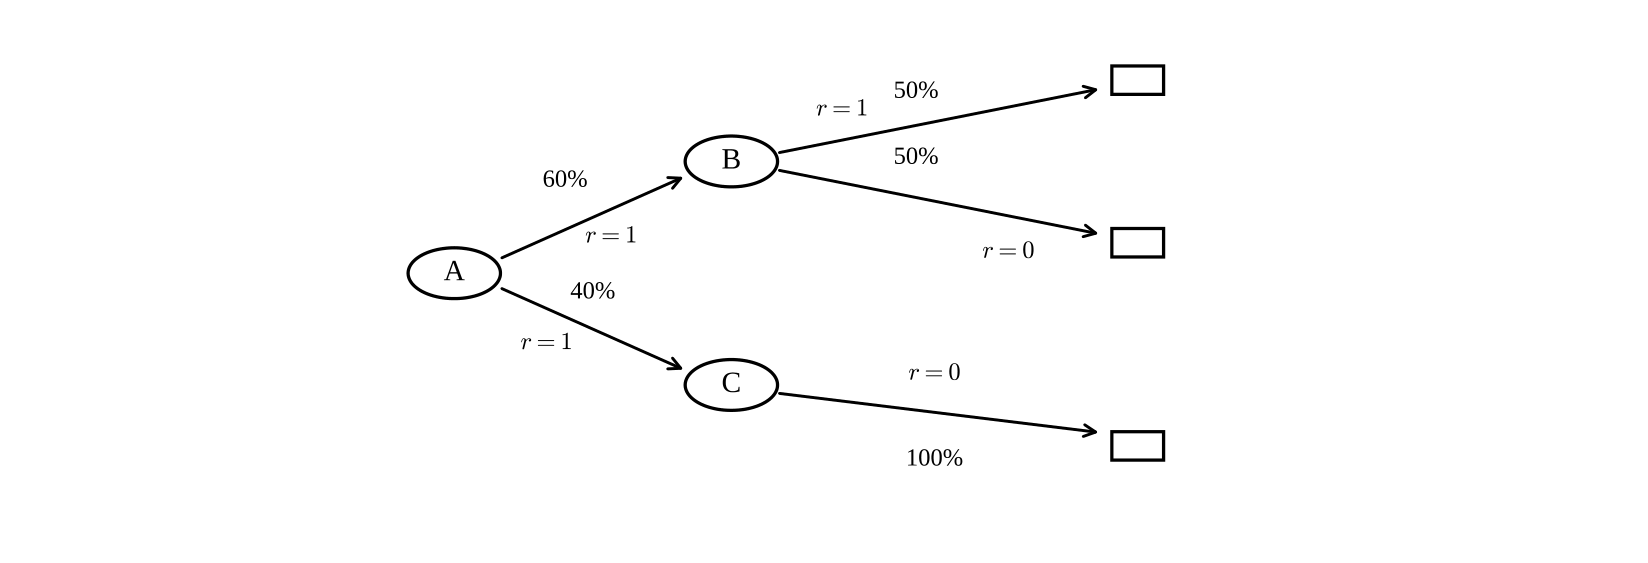 50%
r = 1
B
50%
60%
r = 1
r = 0
A
40%
r = 1
C
r = 0
100%